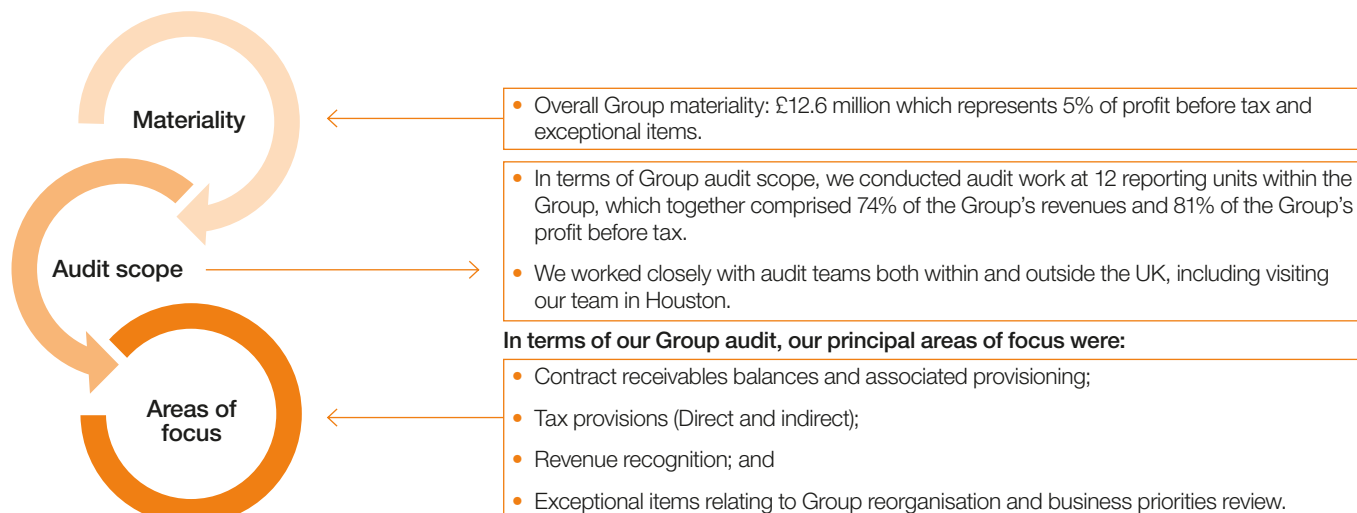 Materiality
• Overall Group materiality: £12.6 million which represents 5% of profit before tax and
exceptional items.
Audit scope
• In terms of Group audit scope, we conducted audit work at 12 reporting units within the
Group, which together comprised 74% of the Group’s revenues and 81% of the Group’s
profit before tax.
• We worked closely with audit teams both within and outside the UK, including visiting
our team in Houston.
Areas of
focus
In terms of our Group audit, our principal areas of focus were:
• Contract receivables balances and associated provisioning;
• Tax provisions (Direct and indirect);
• Revenue recognition; and
• Exceptional items relating to Group reorganisation and business priorities review.